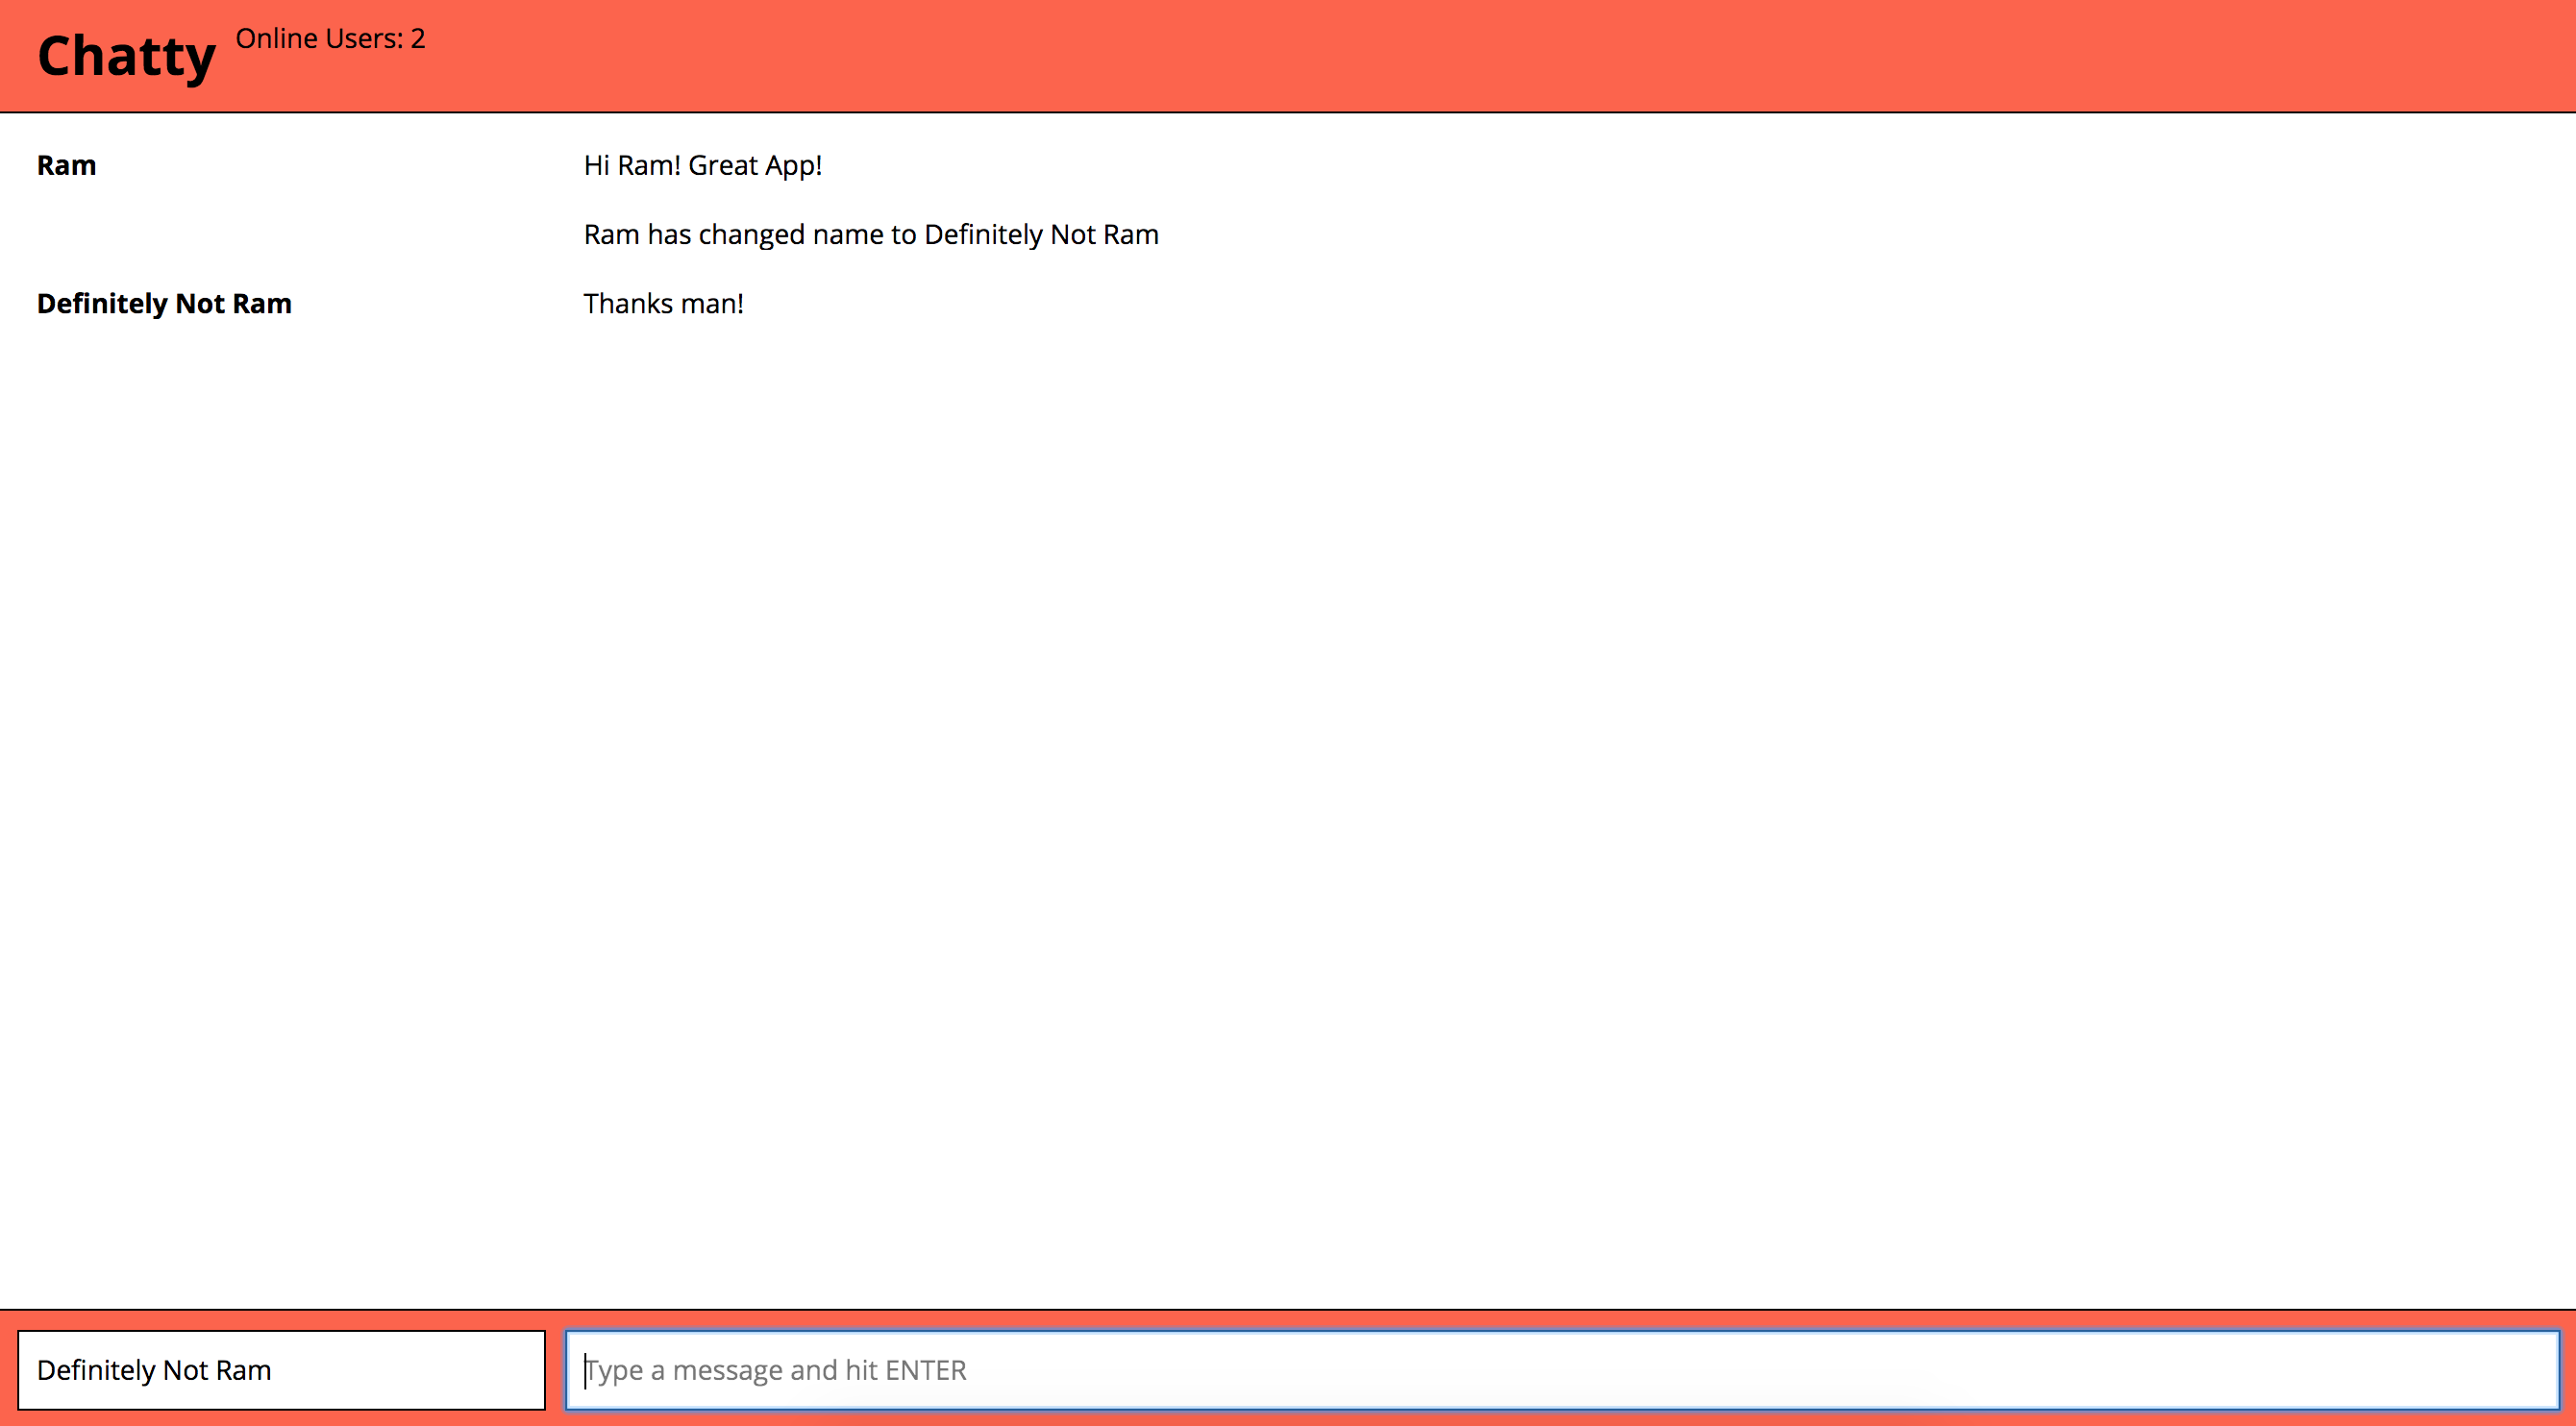 Chatty Online Users: 2
Ram Hi Ram! Great App!
Ram has changed name to Definitely Not Ram
Definitely Not Ram Thanks man!
Definitely Not Ram Type a message and hit ENTER